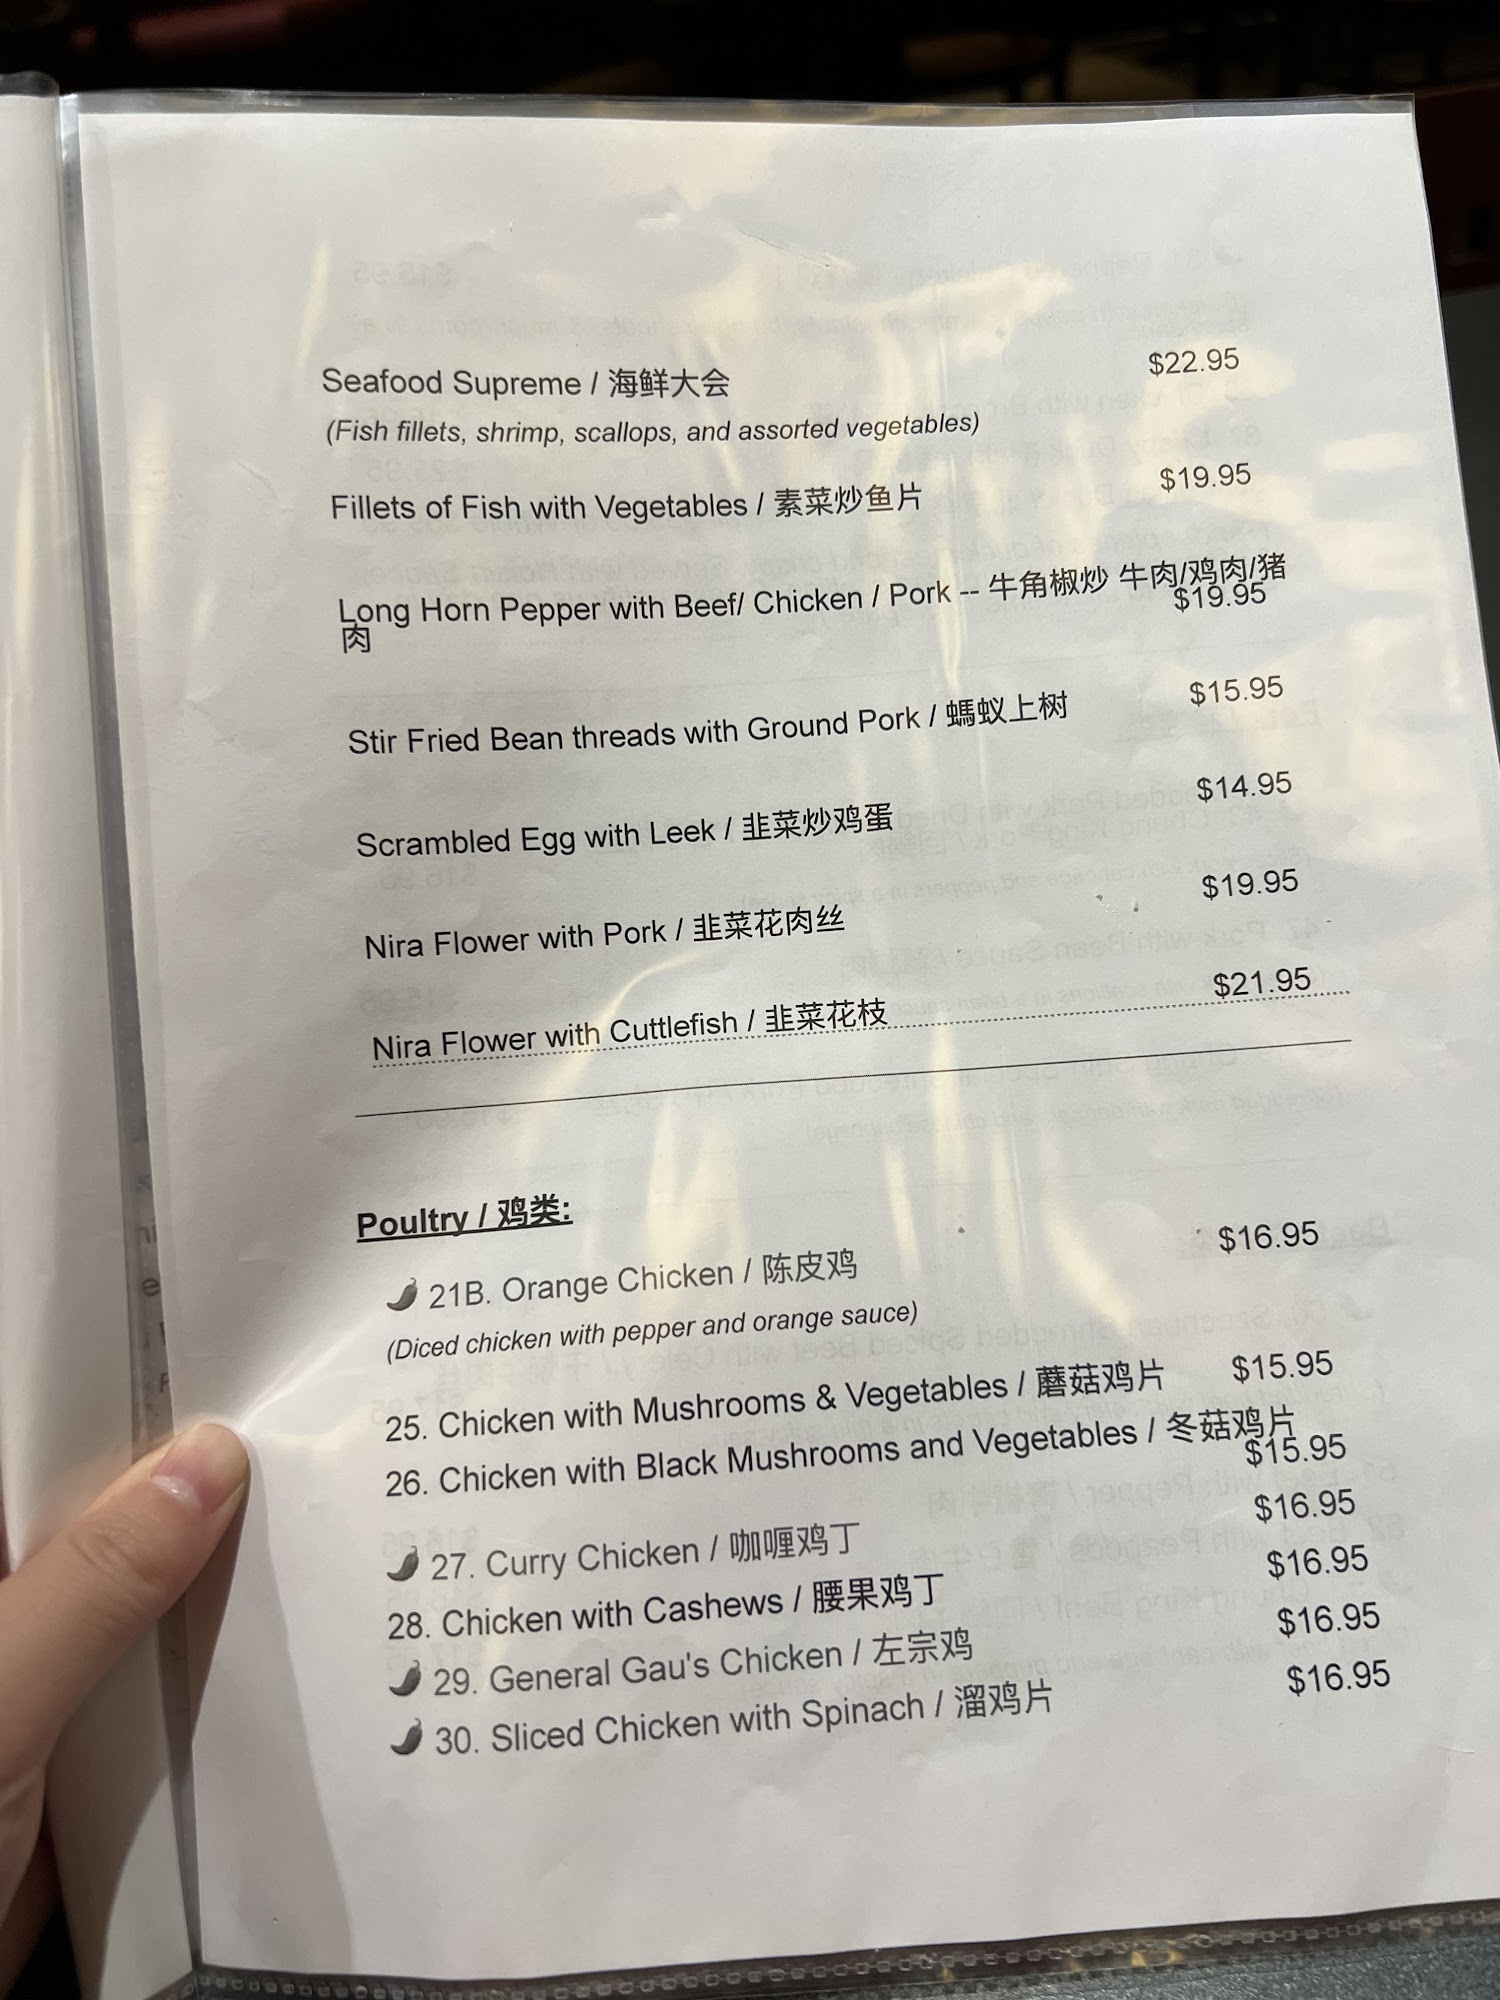 Seafood Supreme / 海鲜大会 $22.95
(Fish fillets, shrimp, scallops, and assorted vegetables)
Fillets of Fish with Vegetables / 素菜炒鱼片 $19.95
Long Horn Pepper with Beef/ Chicken / Pork -- 牛角椒炒 牛肉/鸡肉/猪
肉 $19.95
Stir Fried Bean threads with Ground Pork / 螞蚁上树 $15.95
Scrambled Egg with Leek / 韭菜炒鸡蛋 $14.95
Nira Flower with Pork / 韭菜花肉丝 $19.95
Nira Flower with Cuttlefish / 韭菜花枝 $21.95
Poultry / 鸡类:
21B. Orange Chicken / 陈皮鸡 $16.95
(Diced chicken with pepper and orange sauce)
25. Chicken with Mushrooms & Vegetables / 蘑菇鸡片 $15.95
26. Chicken with Black Mushrooms and Vegetables / 冬菇鸡片
$15.95
27. Curry Chicken / 咖喱鸡丁 $16.95
28. Chicken with Cashews / 腰果鸡丁 $16.95
29. General Gau's Chicken / 左宗鸡 $16.95
30. Sliced Chicken with Spinach / 溜鸡片 $16.95